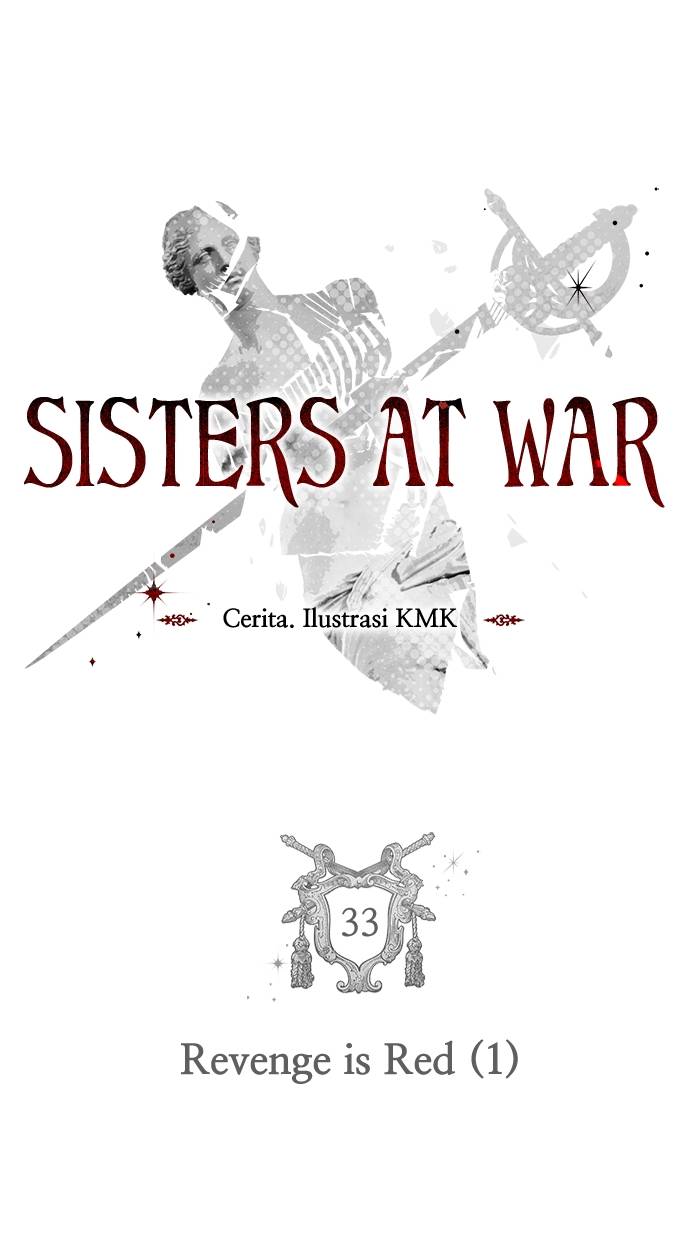 SISTERS AT WAR
Cerita. Ilustrasi KMK
33
Revenge is Red (1)